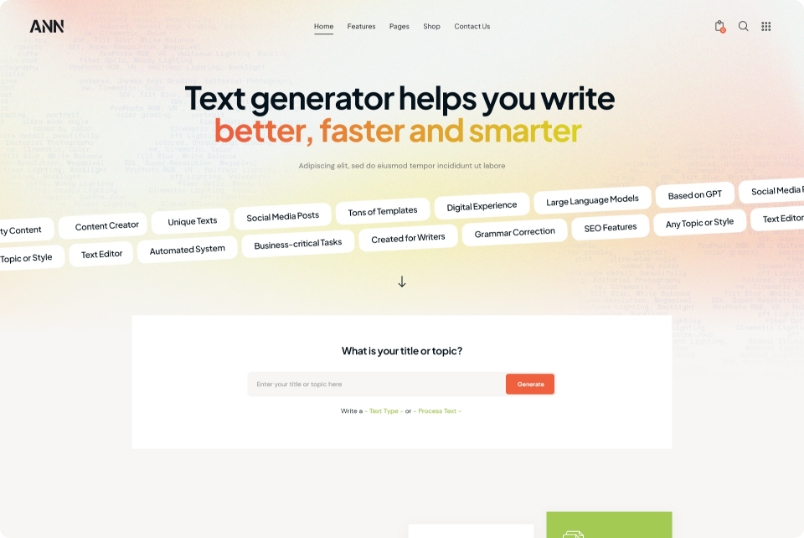 ANN
Home Features Pages Shop Contact Us
Text generator helps you write
better, faster and smarter
Adipiscing elit, sed do eiusmod tempor incididunt ut labore
ty Content Content Creator Unique Texts Social Media Posts Tons of Templates Digital Experience Large Language Models Based on GPT Social Media
Topic or Style Text Editor Automated System Business-critical Tasks Created for Writers Grammar Correction SEO Features Any Topic or Style Text Editor
What is your title or topic?
Enter your title or topic here Generate
Write a - Text Type - or - Process Text -